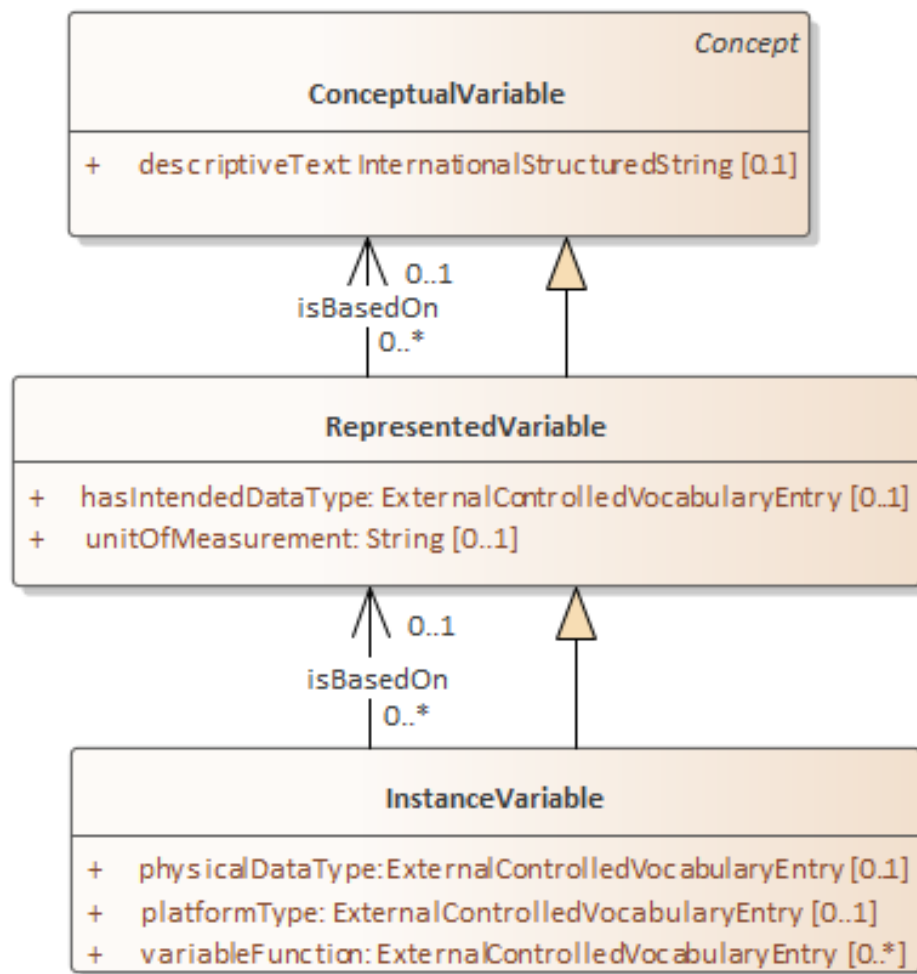 Concept
ConceptualVariable
+ descriptiveText InternationalStructuredString [0.1]
0..1
isBasedOn
0..*
RepresentedVariable
+ hasIntendedDataType: ExternalControlledVocabularyEntry [0..1]
+ unitOfMeasurement: String [0..1]
0..1
isBasedOn
0..*
InstanceVariable
+ physicalDataType:ExternalControlledVocabularyEntry [0.1]
+ platformType: ExternalControlledVocabularyEntry [0..1]
+ variableFunction:ExternalControlledVocabularyEntry [0..*]